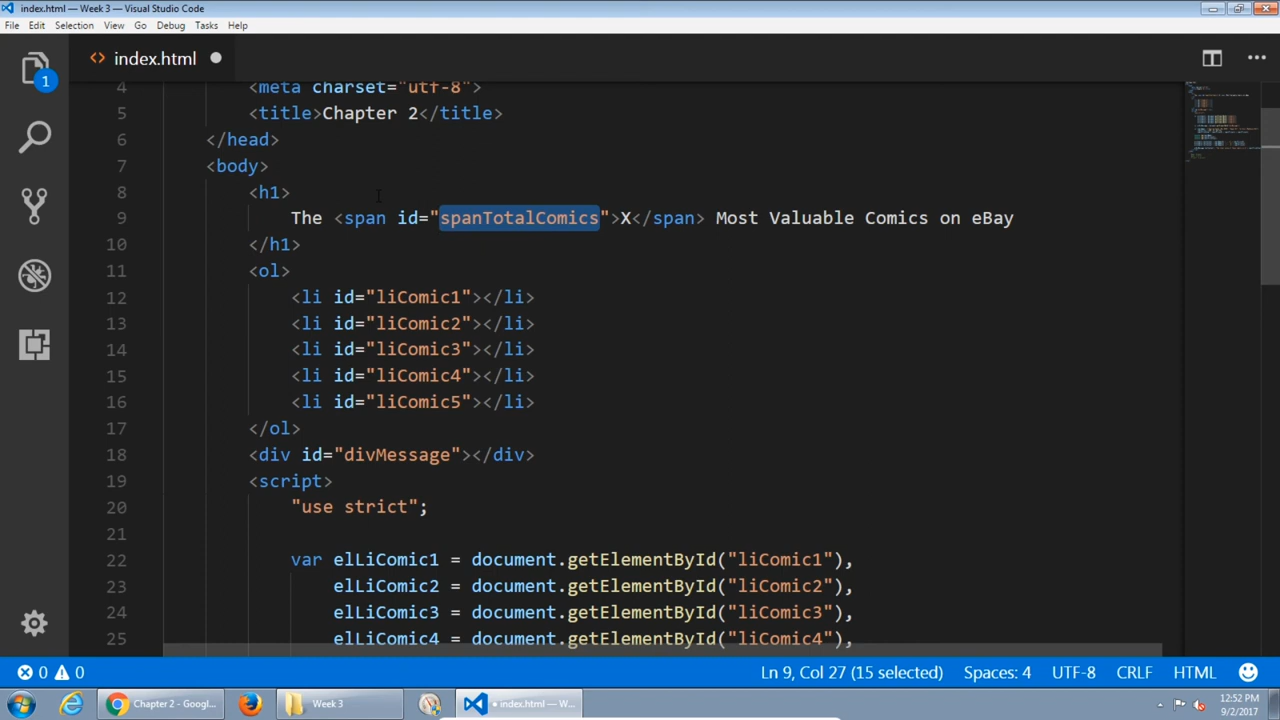 index.html — Week 3 — Visual Studio Code
File Edit Selection View Go Debug Tasks Help
1
<> index.html
4 <meta charset="utf-8">
5 <title>Chapter 2</title>
6 </head>
7 <body>
8 <h1>
9 The <span id="spanTotalComics">X</span> Most Valuable Comics on eBay
10 </h1>
11 <ol>
12 <li id="liComic1"></li>
13 <li id="liComic2"></li>
14 <li id="liComic3"></li>
15 <li id="liComic4"></li>
16 <li id="liComic5"></li>
17 </ol>
18 <div id="divMessage"></div>
19 <script>
20 "use strict";
21
22 var elLiComic1 = document.getElementById("liComic1"),
23 elLiComic2 = document.getElementById("liComic2"),
24 elLiComic3 = document.getElementById("liComic3"),
25 elLiComic4 = document.getElementById("liComic4"),
0 0 Ln 9, Col 27 (15 selected) Spaces: 4 UTF-8 CRLF HTML
Chapter 2 - Googl... Week 3 • index.html — W... 12:52 PM
9/2/2017